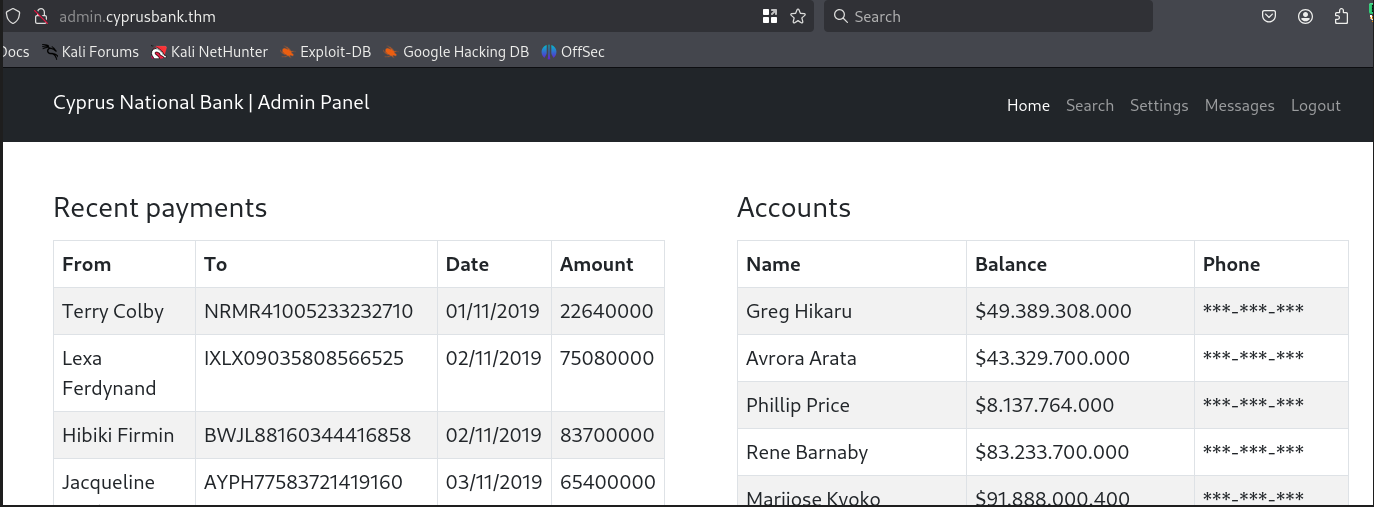 admin.cyprusbank.thm Search
Docs Kali Forums Kali NetHunter Exploit-DB Google Hacking DB OffSec
Cyprus National Bank | Admin Panel Home Search Settings Messages Logout
Recent payments
From To Date Amount
Terry Colby NRMR41005233232710 01/11/2019 22640000
Lexa Ferdynand IXLX09035808566525 02/11/2019 75080000
Hibiki Firmin BWJL88160344416858 02/11/2019 83700000
Jacqueline AYPH77583721419160 03/11/2019 65400000
Accounts
Name Balance Phone
Greg Hikaru $49.389.308.000 ***-***-***
Avrora Arata $43.329.700.000 ***-***-***
Phillip Price $8.137.764.000 ***-***-***
Rene Barnaby $83.233.700.000 ***-***-***
Marijose Kyoko $91.888.000.400 ***-***-***